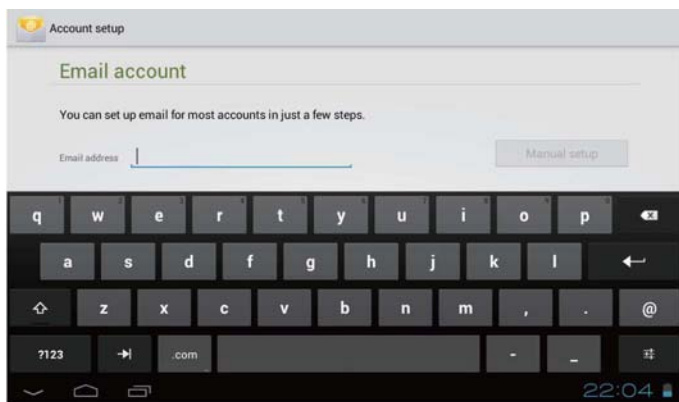 Account setup
Email account
You can set up email for most accounts in just a few steps.
Email address
Manual setup
q w e r t y u i o p
a s d f g h j k l
z x c v b n m , . @
?123 .com - _
22:04